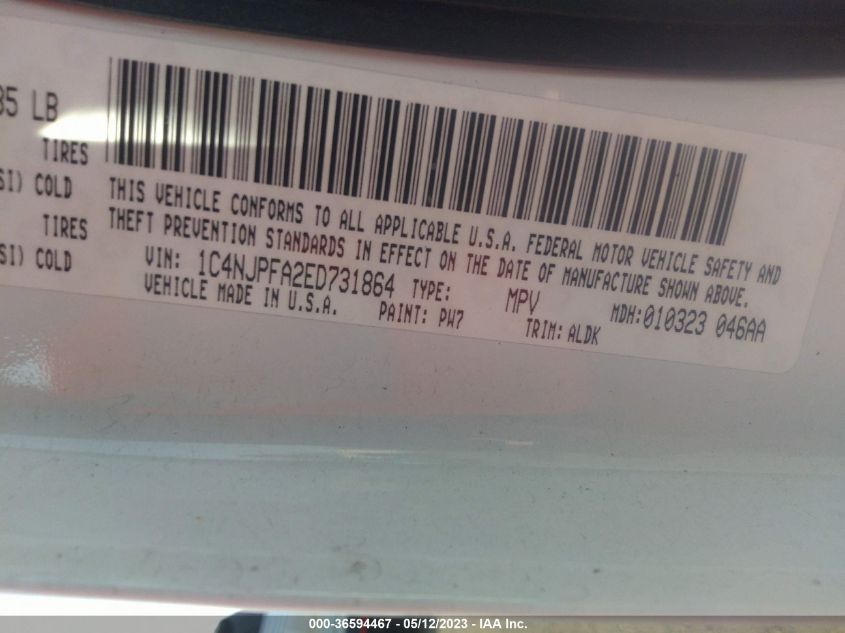 85 LB
TIRES
SI) COLD
TIRES
SI) COLD
THIS VEHICLE CONFORMS TO ALL APPLICABLE U.S.A. FEDERAL MOTOR VEHICLE SAFETY AND
THEFT PREVENTION STANDARDS IN EFFECT ON THE DATE OF MANUFACTURE SHOWN ABOVE.
VIN: 1C4NJPFA2ED731864 TYPE: MPV MDH:010323 046AA
VEHICLE MADE IN U.S.A. PAINT: PW7 TRIM: ALDK
000-36594467 - 05/12/2023 - IAA Inc.